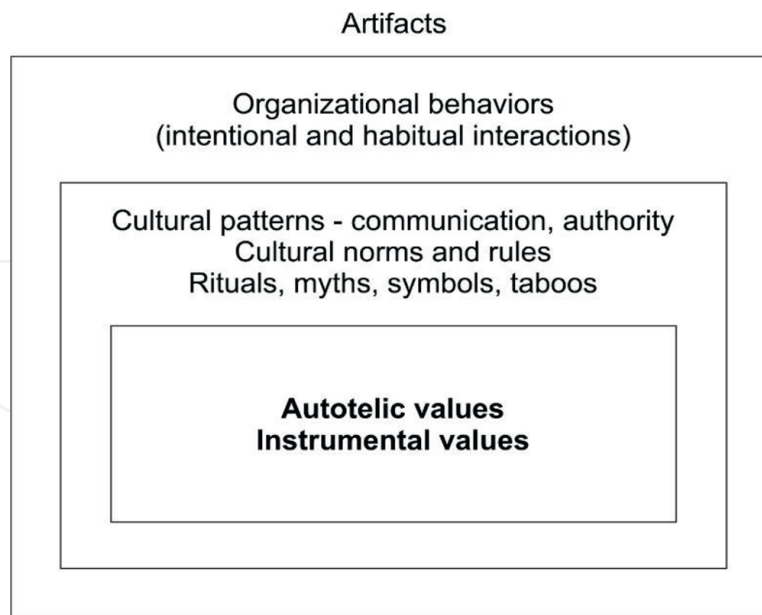 Artifacts
Organizational behaviors
(intentional and habitual interactions)
Cultural patterns - communication, authority
Cultural norms and rules
Rituals, myths, symbols, taboos
Autotelic values
Instrumental values